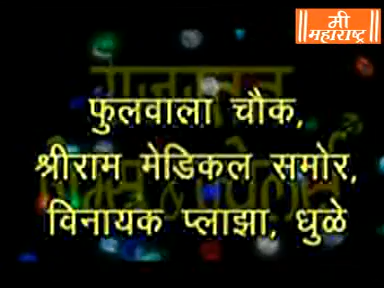 मी
महाराष्ट्र
फुलवाला चौक,
श्रीराम मेडिकल समोर,
विनायक प्लाझा, धुळे